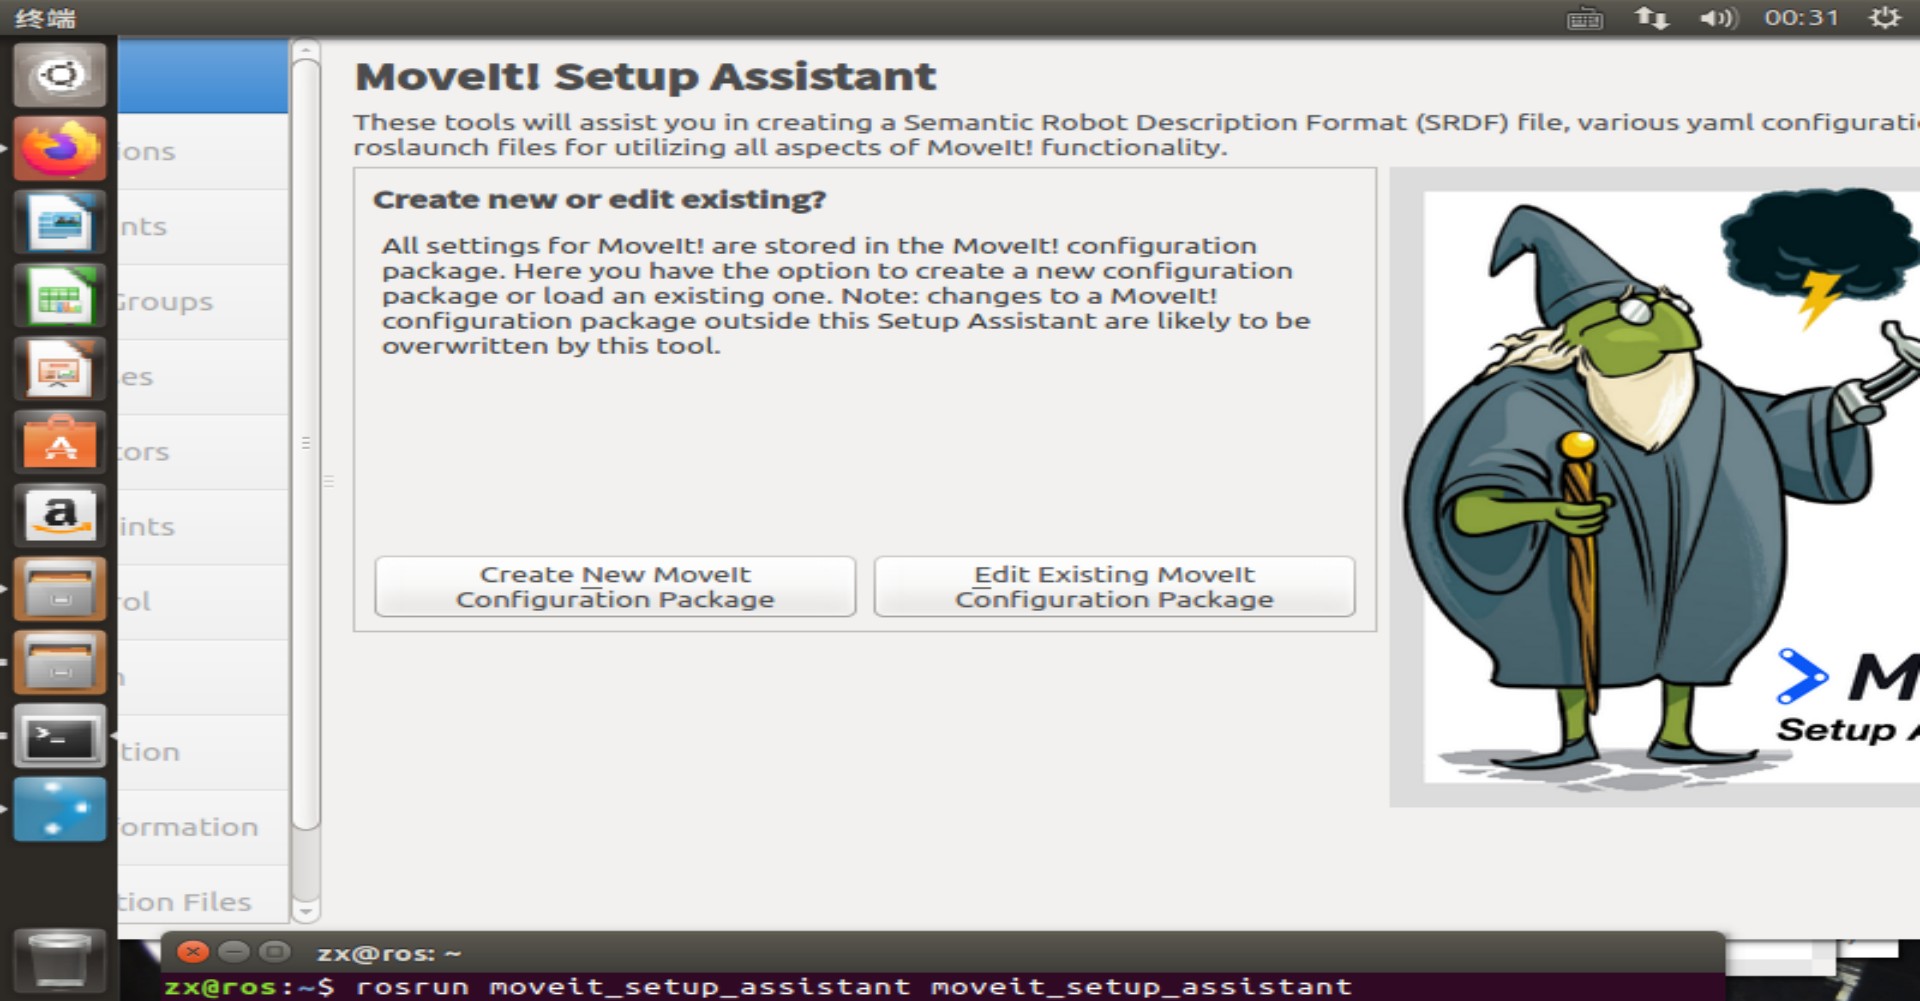 终端
00:31
ions
nts
Groups
es
tors
ints
rol
tion
formation
tion Files
MoveIt! Setup Assistant
These tools will assist you in creating a Semantic Robot Description Format (SRDF) file, various yaml configurati
roslaunch files for utilizing all aspects of MoveIt! functionality.
Create new or edit existing?
All settings for MoveIt! are stored in the MoveIt! configuration
package. Here you have the option to create a new configuration
package or load an existing one. Note: changes to a MoveIt!
configuration package outside this Setup Assistant are likely to be
overwritten by this tool.
Create New MoveIt
Configuration Package
Edit Existing MoveIt
Configuration Package
M
Setup A
zx@ros: ~
zx@ros:~$ rosrun moveit_setup_assistant moveit_setup_assistant